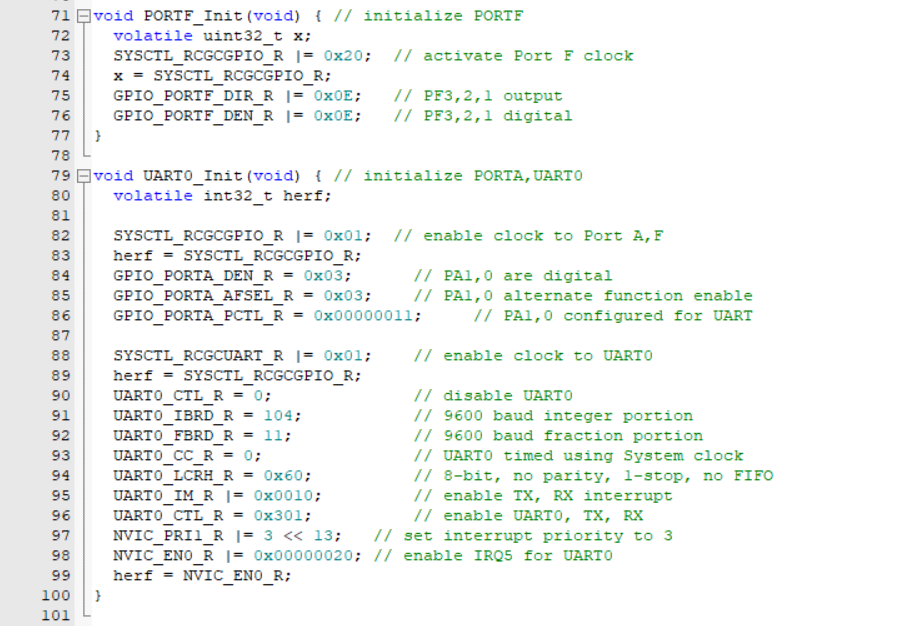 71 void PORTF_Init(void) { // initialize PORTF
72 volatile uint32_t x;
73 SYSCTL_RCGCGPIO_R |= 0x20; // activate Port F clock
74 x = SYSCTL_RCGCGPIO_R;
75 GPIO_PORTF_DIR_R |= 0x0E; // PF3,2,1 output
76 GPIO_PORTF_DEN_R |= 0x0E; // PF3,2,1 digital
77 }
78
79 void UART0_Init(void) { // initialize PORTA,UART0
80 volatile int32_t herf;
81
82 SYSCTL_RCGCGPIO_R |= 0x01; // enable clock to Port A,F
83 herf = SYSCTL_RCGCGPIO_R;
84 GPIO_PORTA_DEN_R = 0x03; // PA1,0 are digital
85 GPIO_PORTA_AFSEL_R = 0x03; // PA1,0 alternate function enable
86 GPIO_PORTA_PCTL_R = 0x00000011; // PA1,0 configured for UART
87
88 SYSCTL_RCGCUART_R |= 0x01; // enable clock to UART0
89 herf = SYSCTL_RCGCGPIO_R;
90 UART0_CTL_R = 0; // disable UART0
91 UART0_IBRD_R = 104; // 9600 baud integer portion
92 UART0_FBRD_R = 11; // 9600 baud fraction portion
93 UART0_CC_R = 0; // UART0 timed using System clock
94 UART0_LCRH_R = 0x60; // 8-bit, no parity, 1-stop, no FIFO
95 UART0_IM_R |= 0x0010; // enable TX, RX interrupt
96 UART0_CTL_R = 0x301; // enable UART0, TX, RX
97 NVIC_PRI1_R |= 3 << 13; // set interrupt priority to 3
98 NVIC_EN0_R |= 0x00000020; // enable IRQ5 for UART0
99 herf = NVIC_EN0_R;
100 }
101